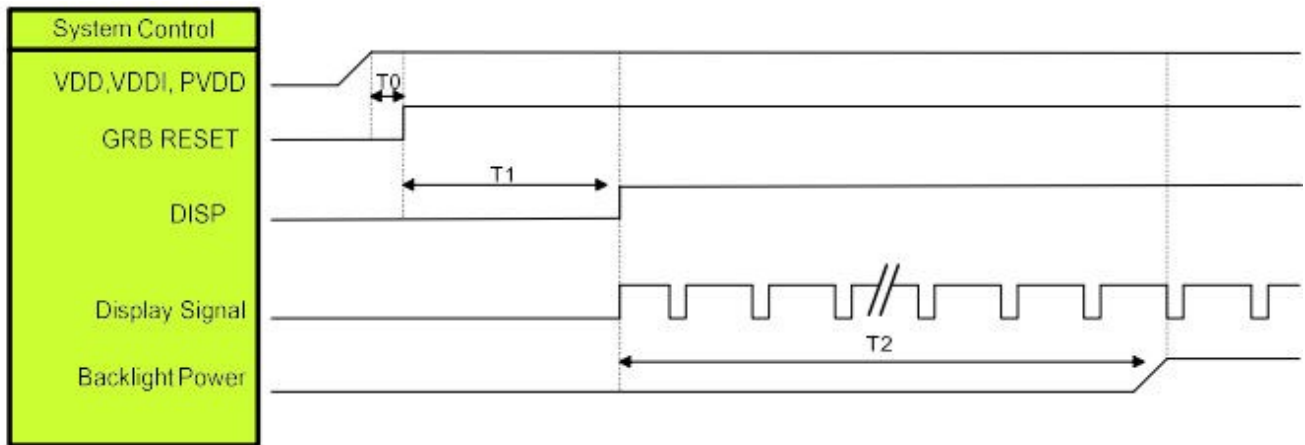 System Control
VDD,VDDI, PVDD
T0
GRB RESET
T1
DISP
Display Signal
T2
Backlight Power